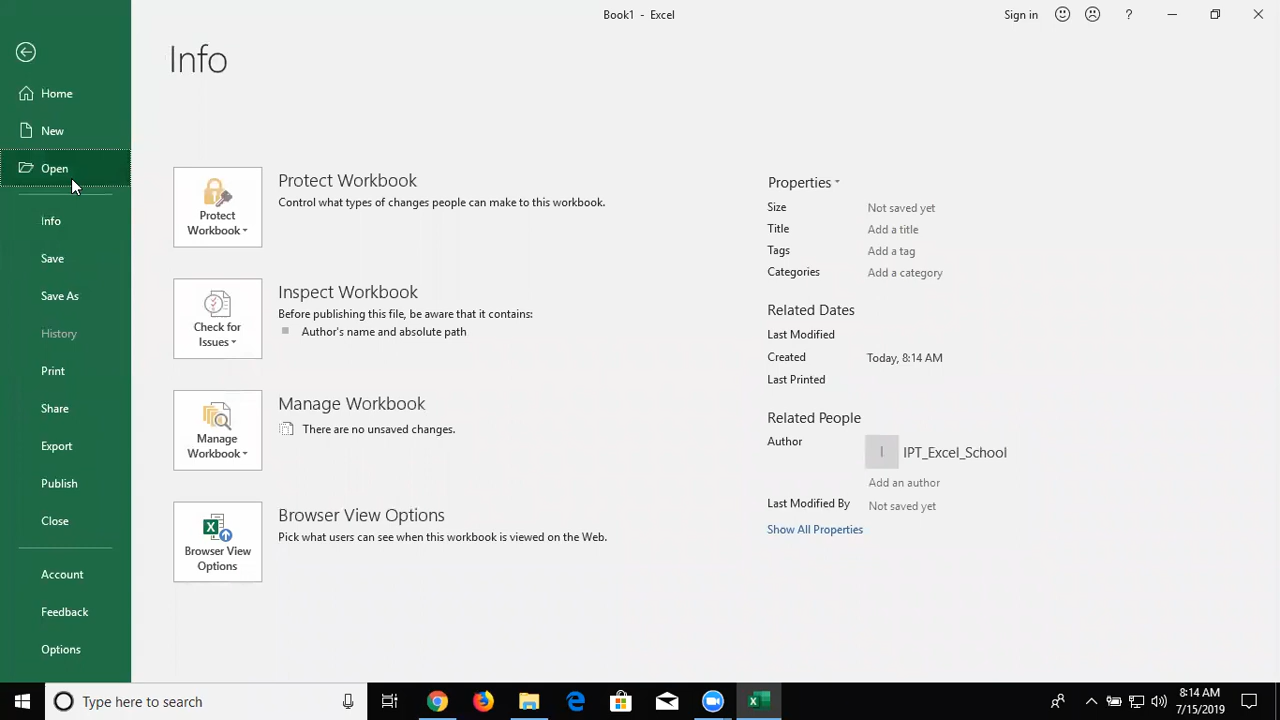 Book1 - Excel
Sign in
?
Info
Home
New
Open
Info
Save
Save As
History
Print
Share
Export
Publish
Close
Account
Feedback
Options
Protect Workbook
Protect Workbook
Control what types of changes people can make to this workbook.
Check for Issues
Inspect Workbook
Before publishing this file, be aware that it contains:
Author's name and absolute path
Manage Workbook
Manage Workbook
There are no unsaved changes.
Browser View Options
Browser View Options
Pick what users can see when this workbook is viewed on the Web.
Properties
Size Not saved yet
Title Add a title
Tags Add a tag
Categories Add a category
Related Dates
Last Modified
Created Today, 8:14 AM
Last Printed
Related People
Author I IPT_Excel_School
Add an author
Last Modified By Not saved yet
Show All Properties
Type here to search
8:14 AM
7/15/2019